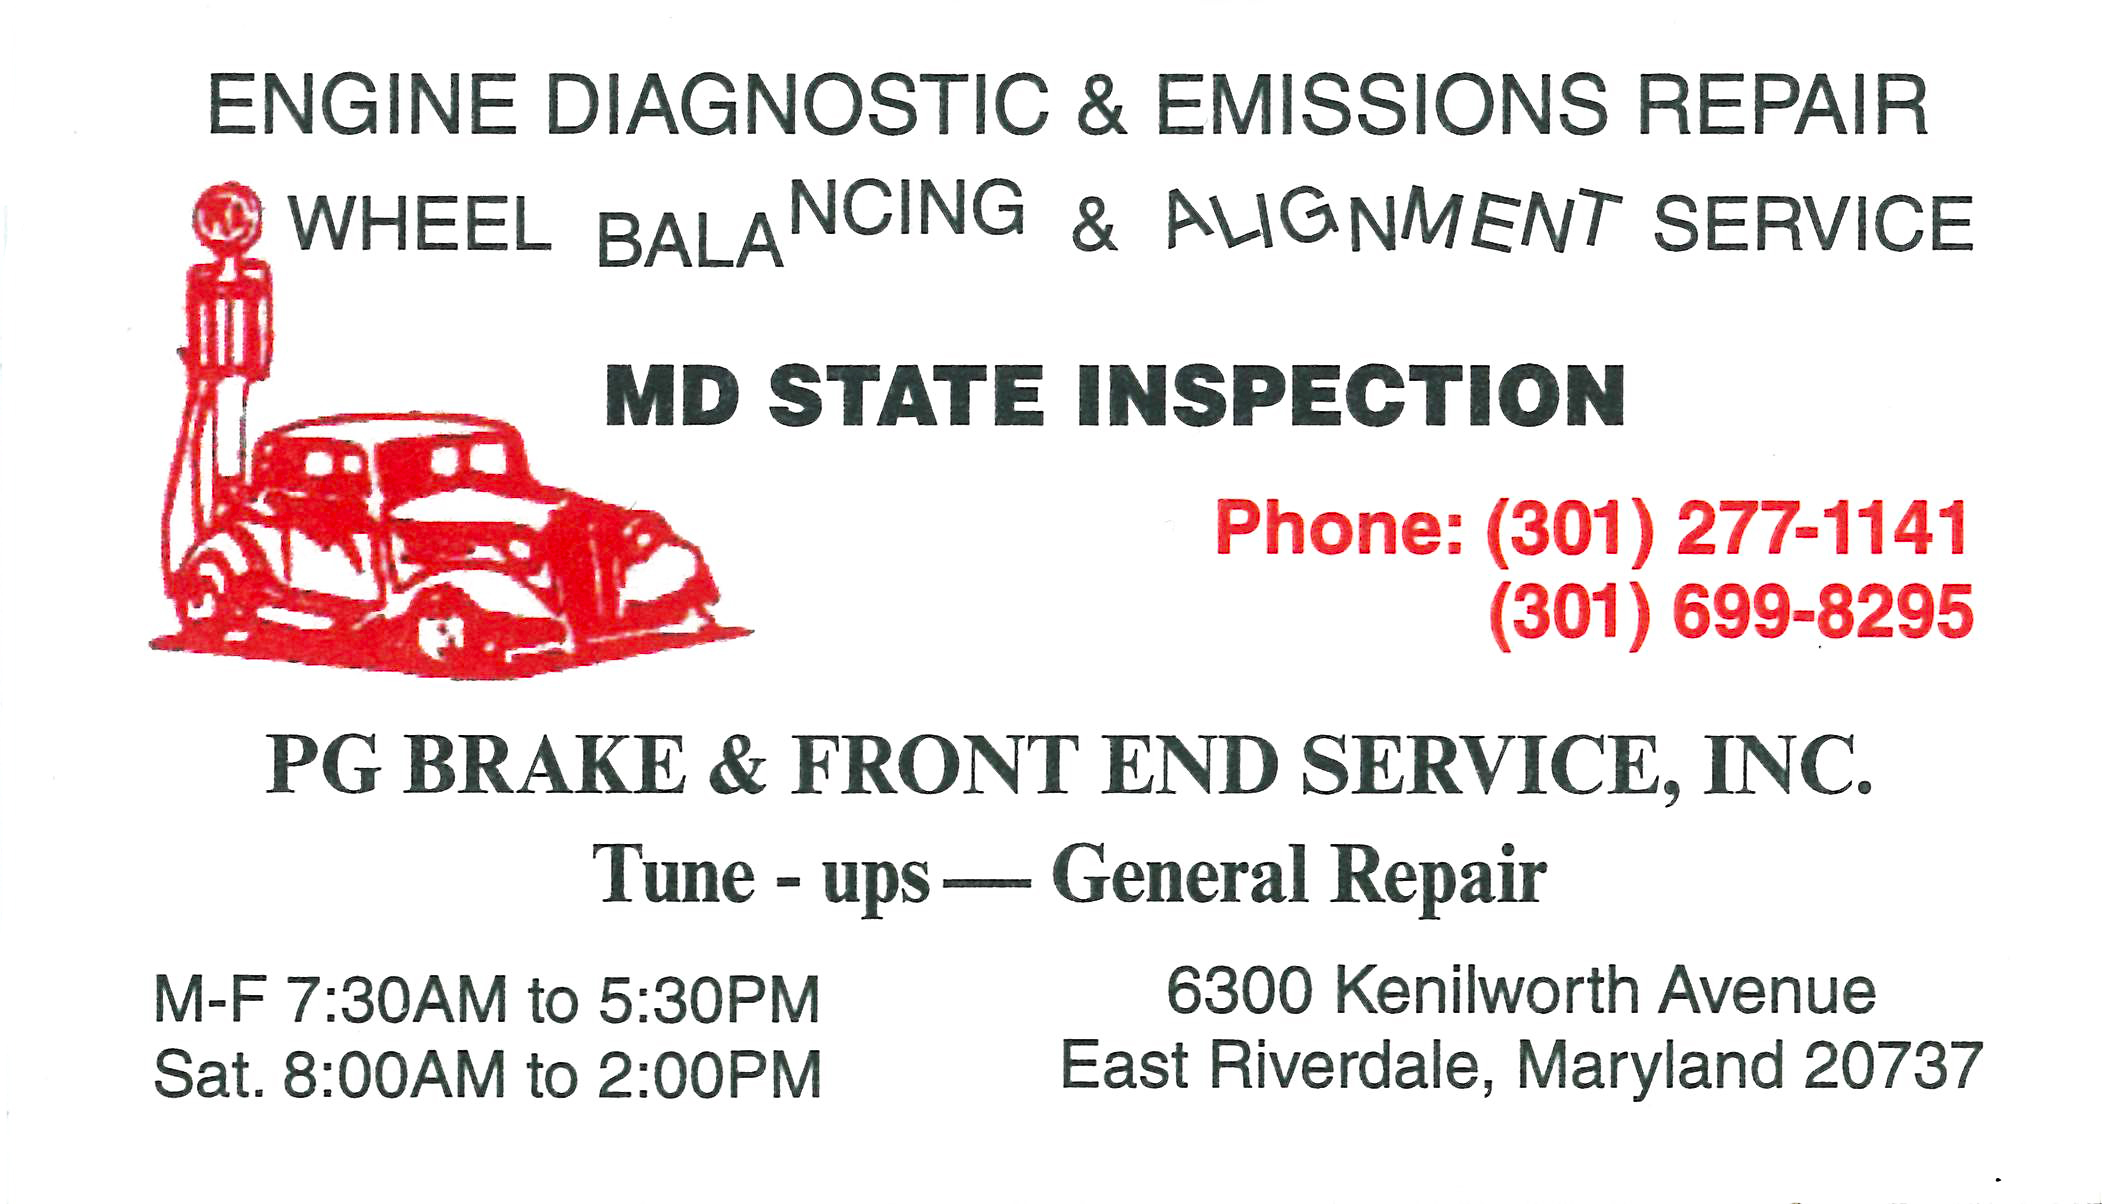 ENGINE DIAGNOSTIC & EMISSIONS REPAIR
WHEEL BALANCING & ALIGNMENT SERVICE
MD STATE INSPECTION
Phone: (301) 277-1141
(301) 699-8295
PG BRAKE & FRONT END SERVICE, INC.
Tune - ups — General Repair
M-F 7:30AM to 5:30PM
Sat. 8:00AM to 2:00PM
6300 Kenilworth Avenue
East Riverdale, Maryland 20737